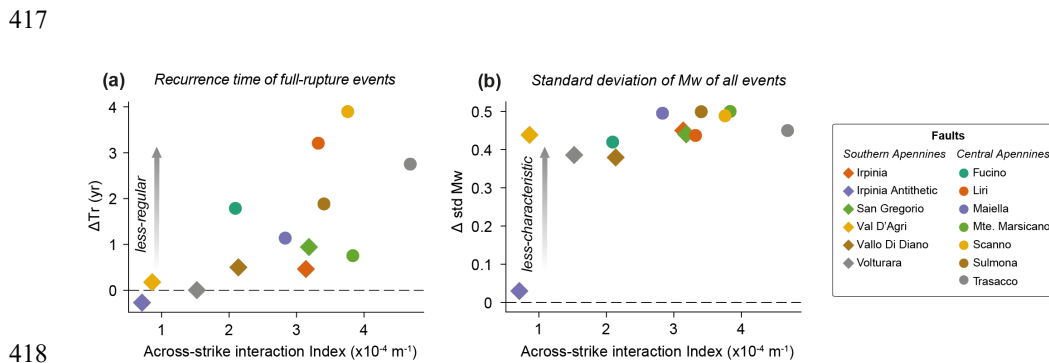 417
(a) Recurrence time of full-rupture events
4
3
2
1
0
ΔTr (yr)
less-regular
1 2 3 4
Across-strike interaction Index (x10⁻⁴ m⁻¹)
(b) Standard deviation of Mw of all events
0.5
0.4
0.3
0.2
0.1
0
Δ std Mw
less-characteristic
1 2 3 4
Across-strike interaction Index (x10⁻⁴ m⁻¹)
Faults
Southern Apennines Central Apennines
Irpinia Fucino
Irpinia Antithetic Liri
San Gregorio Maiella
Val D'Agri Mte. Marsicano
Vallo Di Diano Scanno
Volturara Sulmona
Trasacco
418